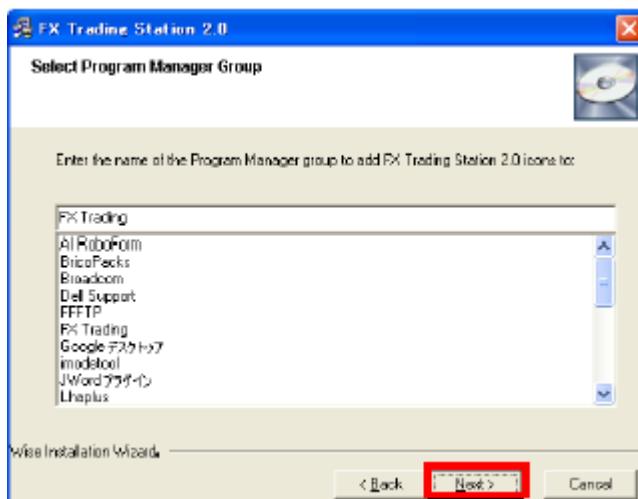 FX Trading Station 2.0
Select Program Manager Group
Enter the name of the Program Manager group to add FX Trading Station 2.0 icons to:
FX Trading
AI RoboForm
BricoPacks
Broadcom
Dell Support
FFFTP
FX Trading
Google デスクトップ
imodetool
JWord プラグイン
Lhaplus
Wise Installation Wizard
< Back
Next >
Cancel